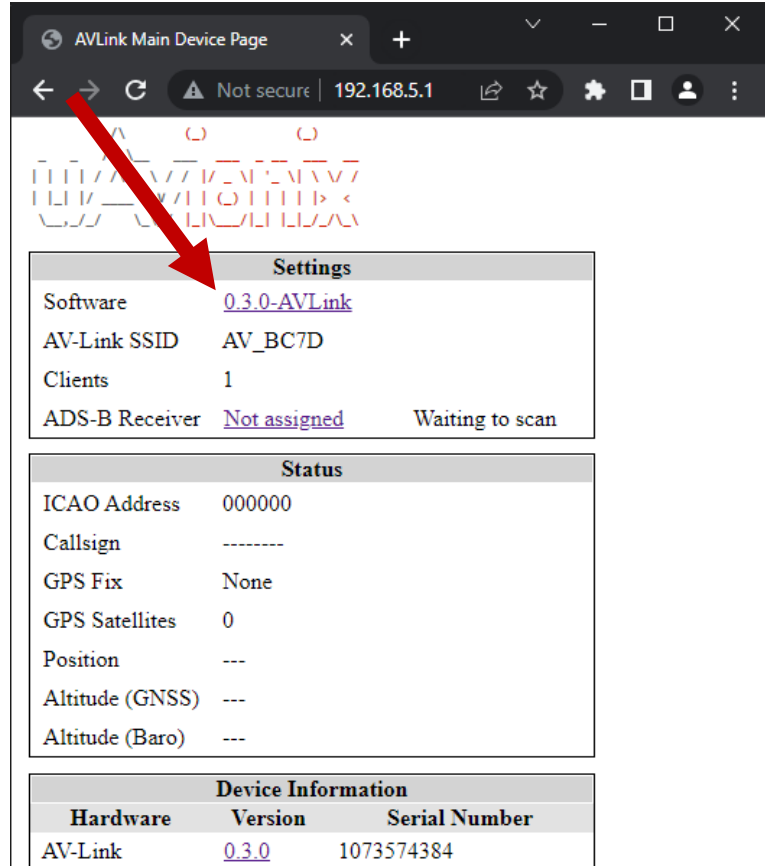 AVLink Main Device Page
Not secure 192.168.5.1
uAvionix
Settings
Software 0.3.0-AVLink
AV-Link SSID AV_BC7D
Clients 1
ADS-B Receiver Not assigned Waiting to scan
Status
ICAO Address 000000
Callsign --------
GPS Fix None
GPS Satellites 0
Position ---
Altitude (GNSS) ---
Altitude (Baro) ---
Device Information
Hardware Version Serial Number
AV-Link 0.3.0 1073574384